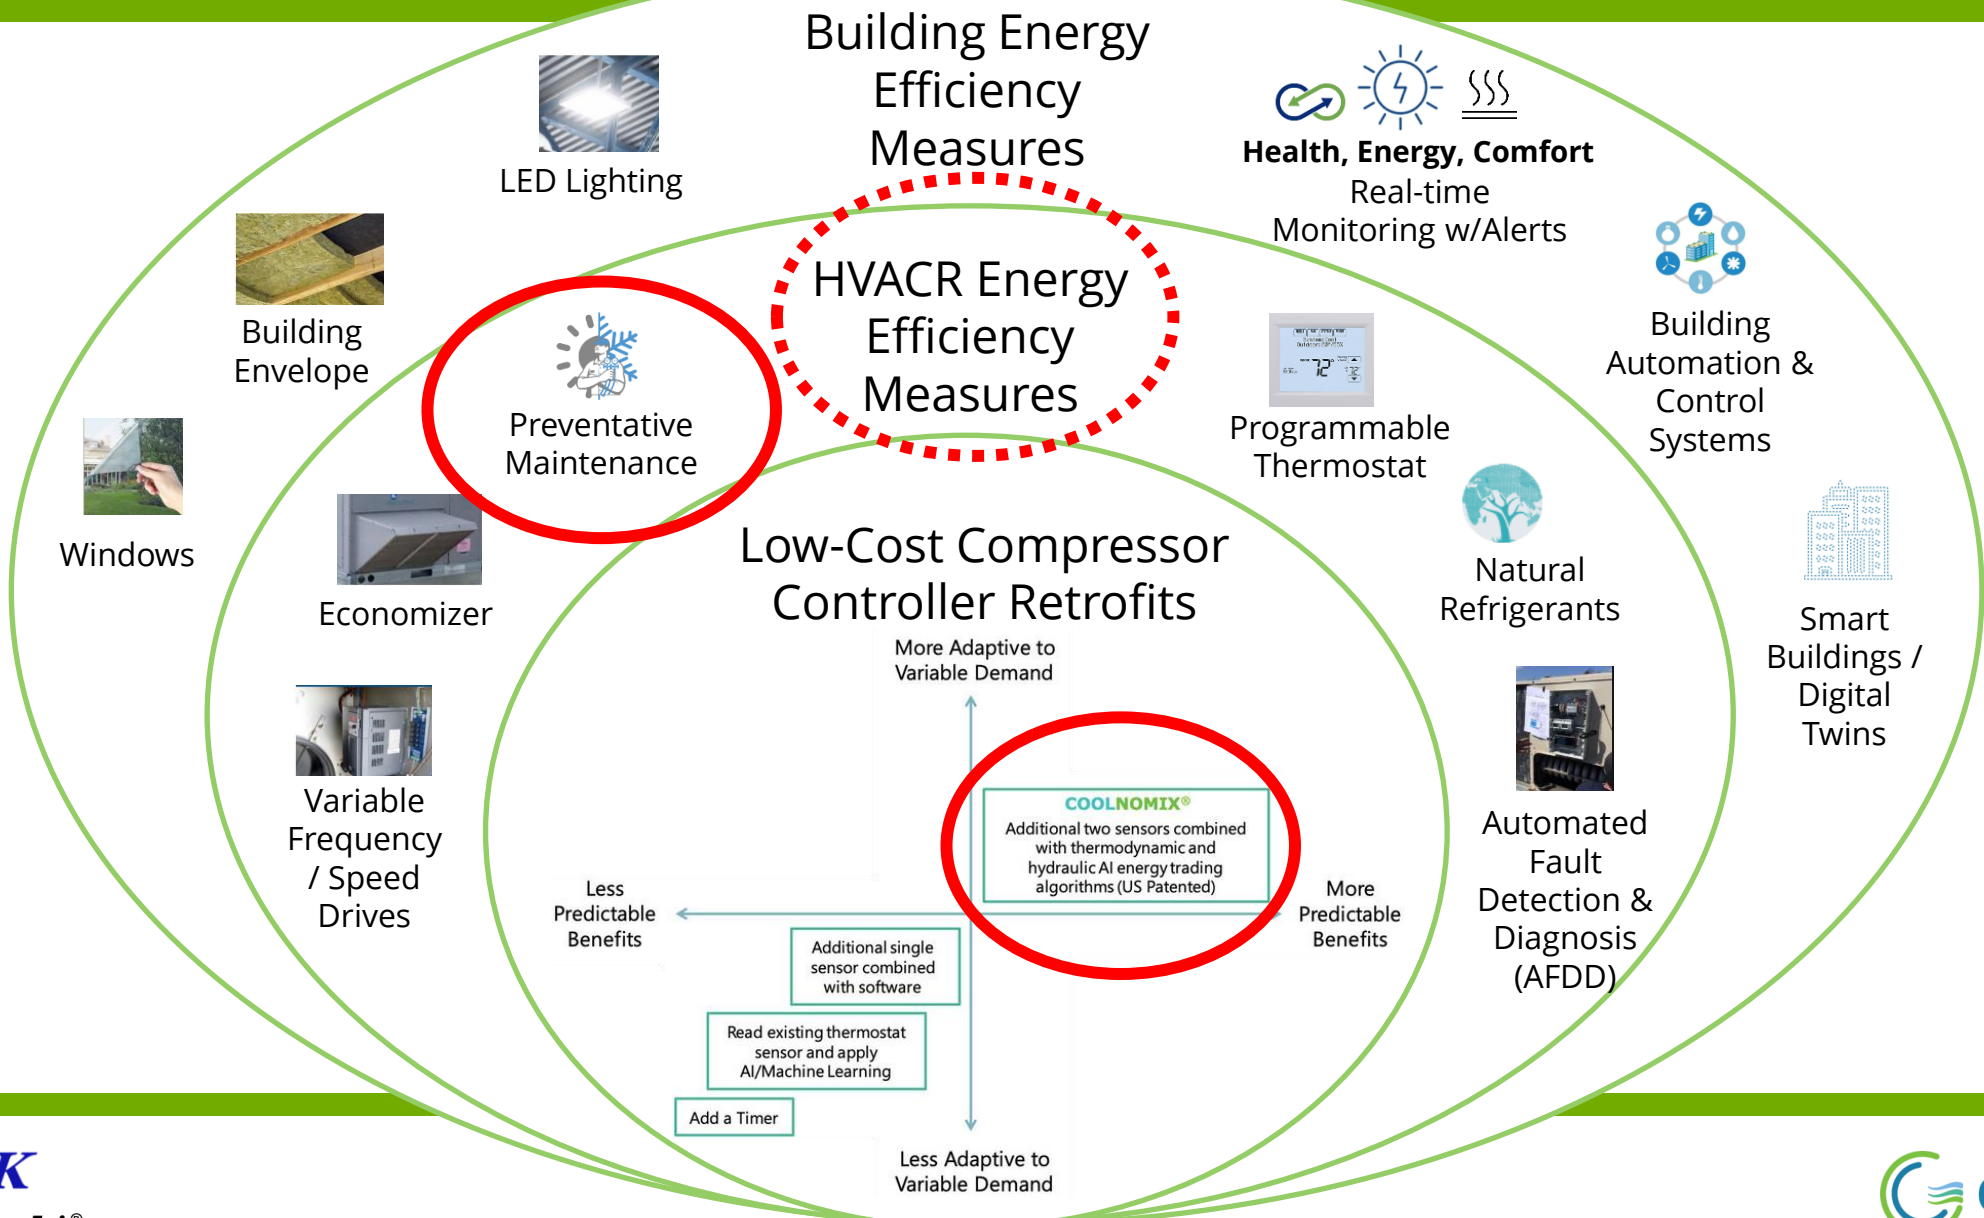 Building Energy
Efficiency
Measures
LED Lighting
Health, Energy, Comfort
Real-time
Monitoring w/Alerts
Building
Envelope
Building
Automation &
Control
Systems
Windows
Smart
Buildings /
Digital
Twins
HVACR Energy
Efficiency
Measures
Preventative
Maintenance
Programmable
Thermostat
72°
Economizer
Natural
Refrigerants
Variable
Frequency
/ Speed
Drives
Automated
Fault
Detection &
Diagnosis
(AFDD)
Low-Cost Compressor
Controller Retrofits
More Adaptive to
Variable Demand
COOLNOMIX®
Additional two sensors combined
with thermodynamic and
hydraulic AI energy trading
algorithms (US Patented)
Less
Predictable
Benefits
More
Predictable
Benefits
Additional single
sensor combined
with software
Read existing thermostat
sensor and apply
AI/Machine Learning
Add a Timer
Less Adaptive to
Variable Demand
K